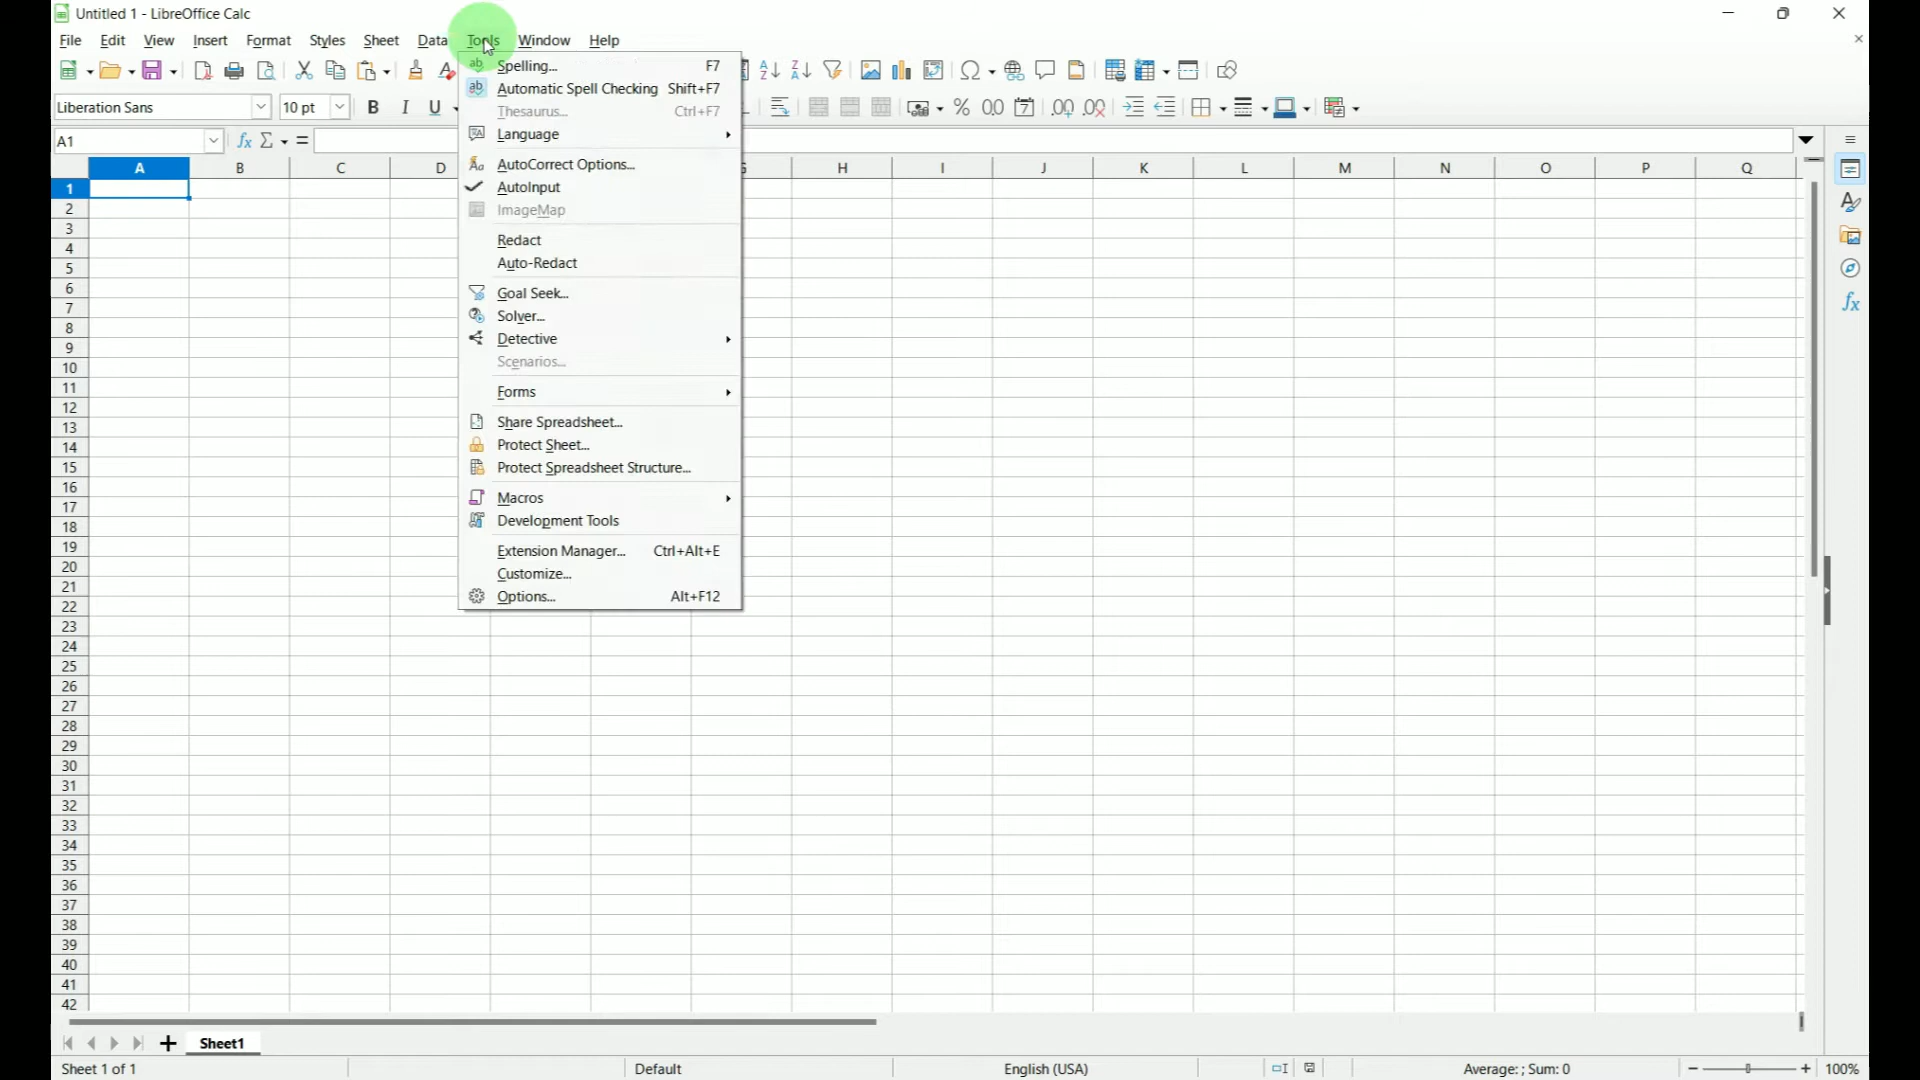 Untitled 1 - LibreOffice Calc
File Edit View Insert Format Styles Sheet Data Tools Window Help
Liberation Sans 10 pt B I U
A1
Spelling... F7
Automatic Spell Checking Shift+F7
Thesaurus... Ctrl+F7
Language
AutoCorrect Options...
AutoInput
ImageMap
Redact
Auto-Redact
Goal Seek...
Solver...
Detective
Scenarios...
Forms
Share Spreadsheet...
Protect Sheet...
Protect Spreadsheet Structure...
Macros
Development Tools
Extension Manager... Ctrl+Alt+E
Customize...
Options... Alt+F12
A B C D H I J K L M N O P Q
1
2
3
4
5
6
7
8
9
10
11
12
13
14
15
16
17
18
19
20
21
22
23
24
25
26
27
28
29
30
31
32
33
34
35
36
37
38
39
40
41
42
Sheet1
Sheet 1 of 1 Default English (USA) Average: ; Sum: 0 100%